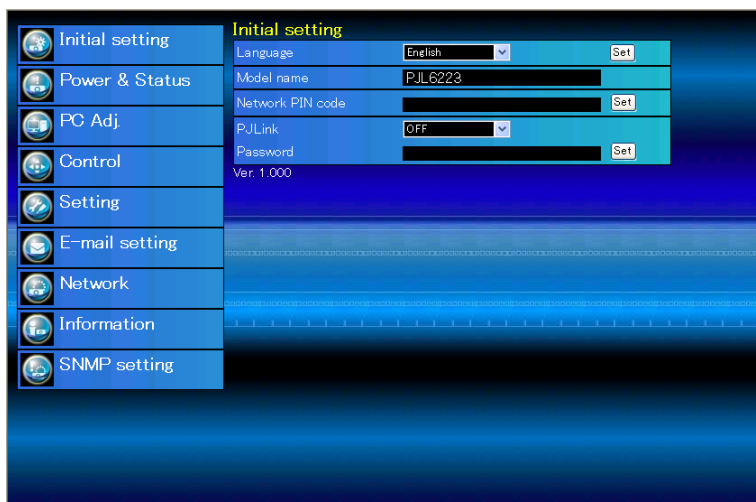 Initial setting
Power & Status
PC Adj.
Control
Setting
E-mail setting
Network
Information
SNMP setting
Initial setting
Language English Set
Model name PJL6223
Network PIN code Set
PJLink OFF
Password Set
Ver. 1.000